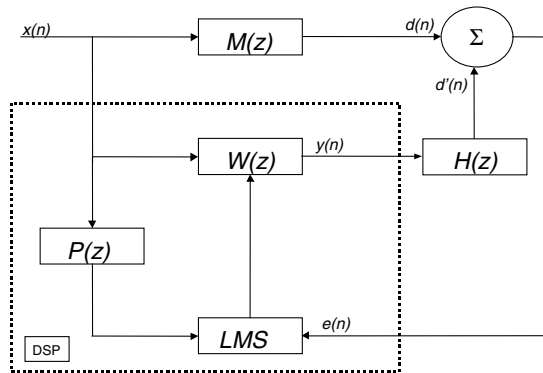 x(n)
M(z)
d(n)
Σ
d'(n)
W(z)
y(n)
H(z)
P(z)
LMS
e(n)
DSP